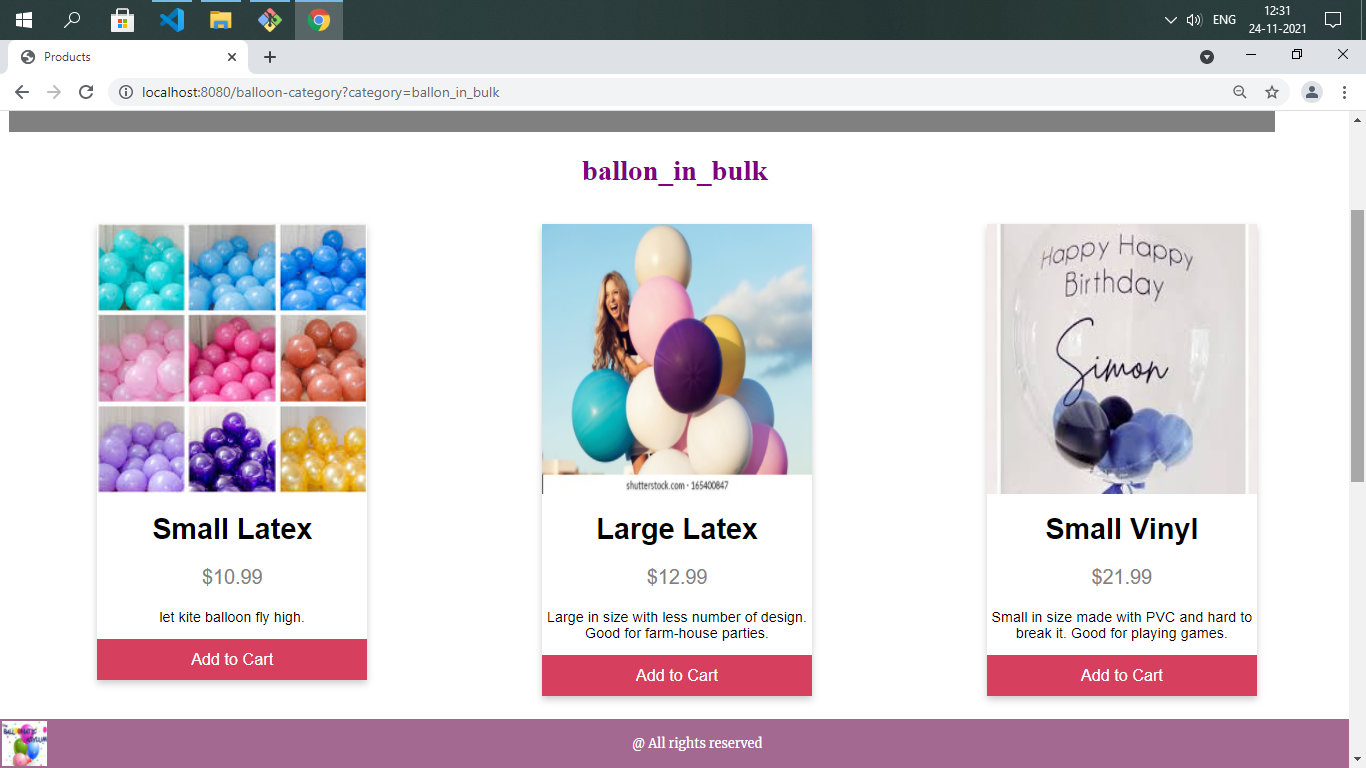 ENG
12:31
24-11-2021
Products
localhost:8080/balloon-category?category=ballon_in_bulk
ballon_in_bulk
Happy Happy
Birthday
Simon
shutterstock.com · 165400847
Small Latex
$10.99
let kite balloon fly high.
Add to Cart
Large Latex
$12.99
Large in size with less number of design.
Good for farm-house parties.
Add to Cart
Small Vinyl
$21.99
Small in size made with PVC and hard to
break it. Good for playing games.
Add to Cart
@ All rights reserved